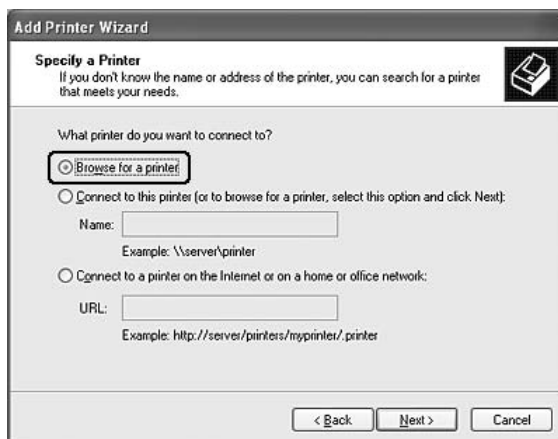 Add Printer Wizard
Specify a Printer
If you don't know the name or address of the printer, you can search for a printer
that meets your needs.
What printer do you want to connect to?
Browse for a printer
Connect to this printer (or to browse for a printer, select this option and click Next):
Name:
Example: \\server\printer
Connect to a printer on the Internet or on a home or office network:
URL:
Example: http://server/printers/myprinter/.printer
< Back Next > Cancel